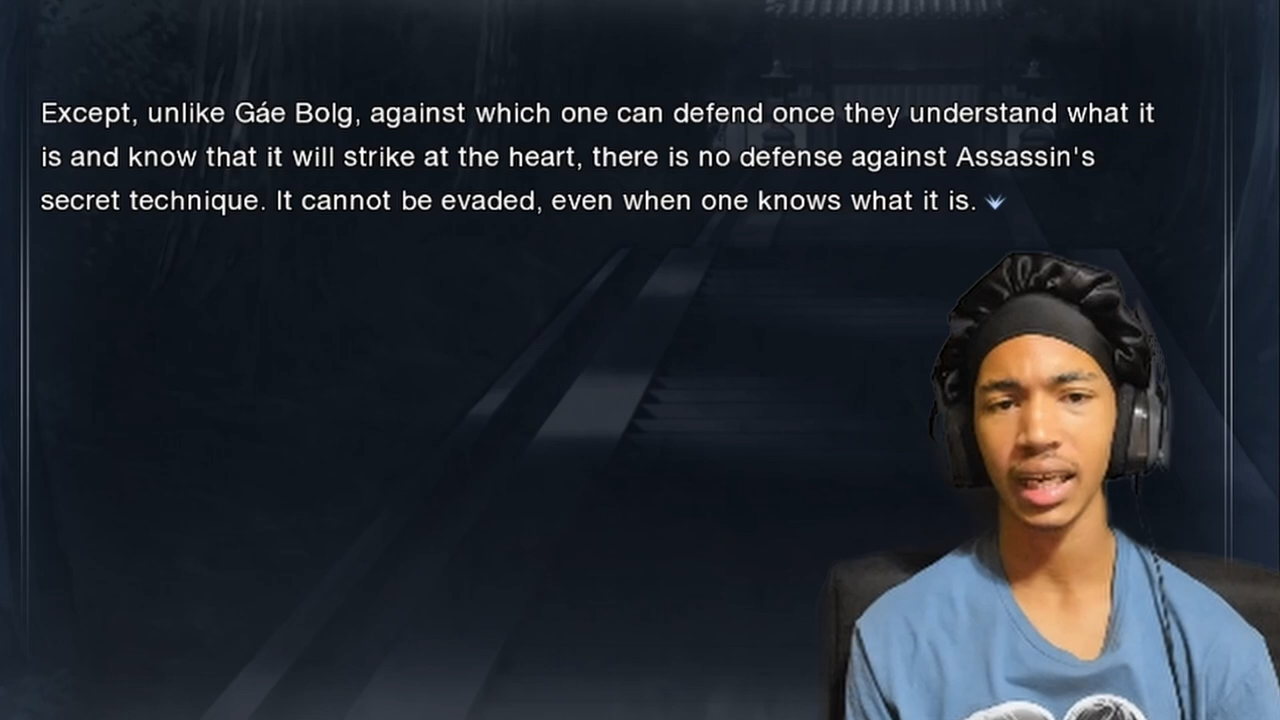 Except, unlike Gáe Bolg, against which one can defend once they understand what it
is and know that it will strike at the heart, there is no defense against Assassin's
secret technique. It cannot be evaded, even when one knows what it is.